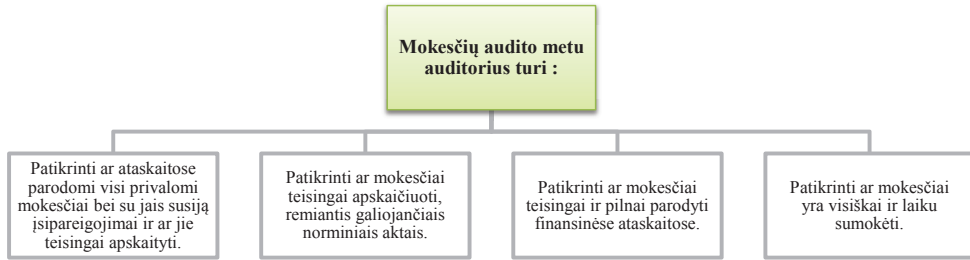 Mokesčių audito metu
auditorius turi :
Patikrinti ar ataskaitose
parodomi visi privalomi
mokesčiai bei su jais susiją
įsipareigojimai ir ar jie
teisingai apskaityti.
Patikrinti ar mokesčiai
teisingai apskaičiuoti,
remiantis galiojančiais
norminiais aktais.
Patikrinti ar mokesčiai
teisingai ir pilnai parodyti
finansinėse ataskaitose.
Patikrinti ar mokesčiai
yra visiškai ir laiku
sumokėti.